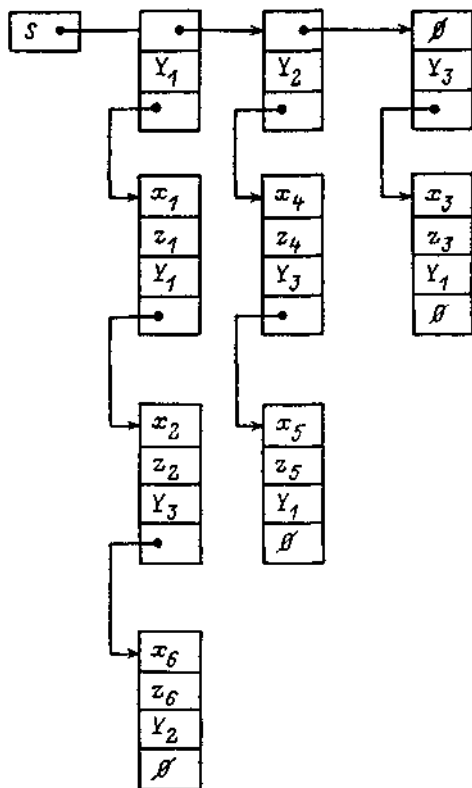 S
∅
Y₁ Y₂ Y₃
x₁ x₄ x₃
z₁ z₄ z₃
Y₁ Y₃ Y₁
∅
x₂ x₅
z₂ z₅
Y₃ Y₁
∅
x₆
z₆
Y₂
∅